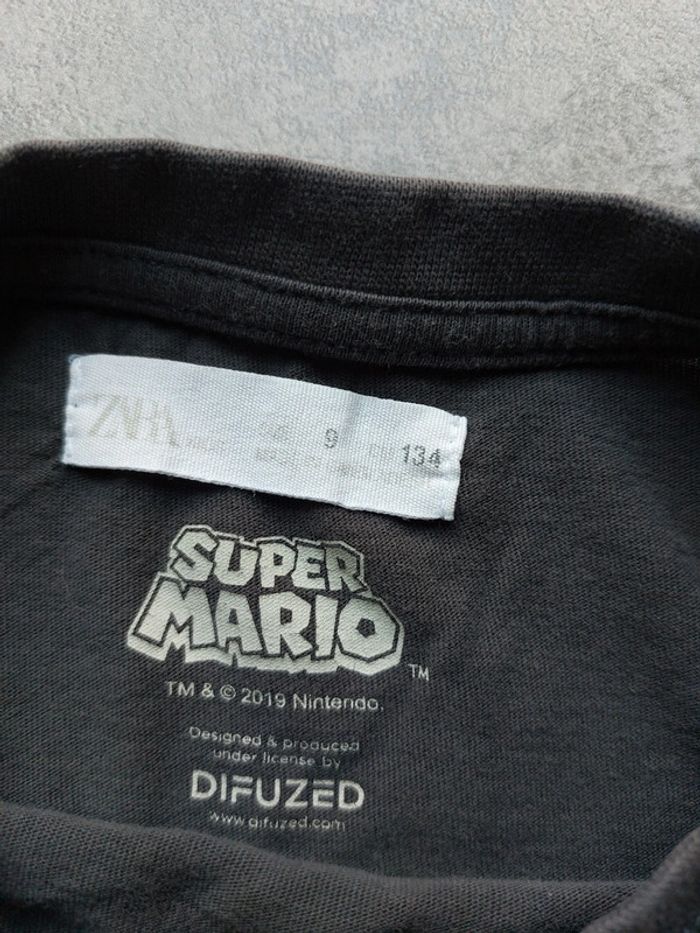 ZARA 9 134
SUPER
MARIO TM
TM & © 2019 Nintendo.
Designed & produced
under license by
DIFUZED
www.difuzed.com